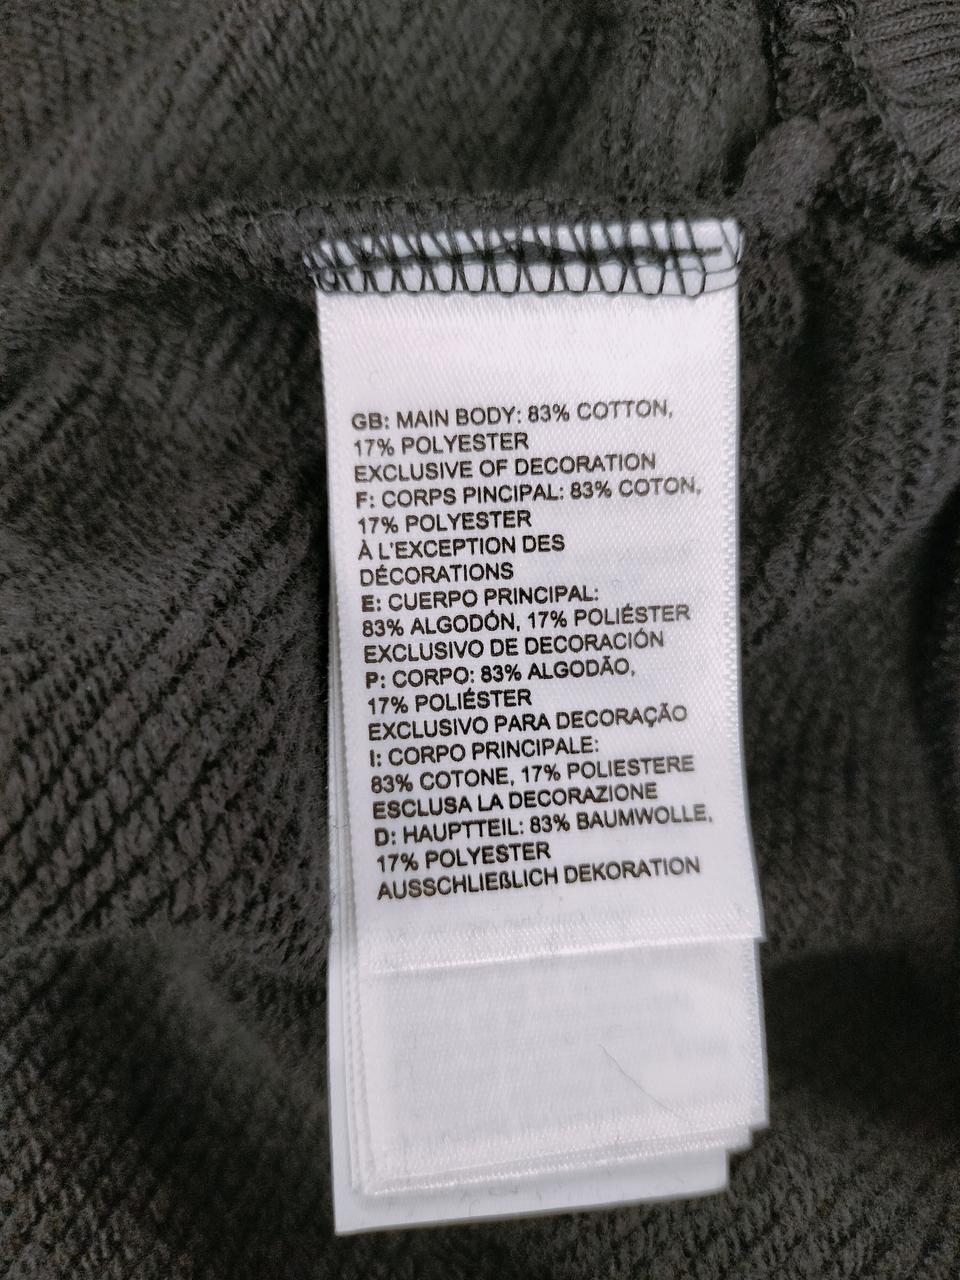 GB: MAIN BODY: 83% COTTON,
17% POLYESTER
EXCLUSIVE OF DECORATION
F: CORPS PINCIPAL: 83% COTON,
17% POLYESTER
À L'EXCEPTION DES
DÉCORATIONS
E: CUERPO PRINCIPAL:
83% ALGODÓN, 17% POLIÉSTER
EXCLUSIVO DE DECORACIÓN
P: CORPO: 83% ALGODÃO,
17% POLIÉSTER
EXCLUSIVO PARA DECORAÇÃO
I: CORPO PRINCIPALE:
83% COTONE, 17% POLIESTERE
ESCLUSA LA DECORAZIONE
D: HAUPTTEIL: 83% BAUMWOLLE,
17% POLYESTER
AUSSCHLIEßLICH DEKORATION